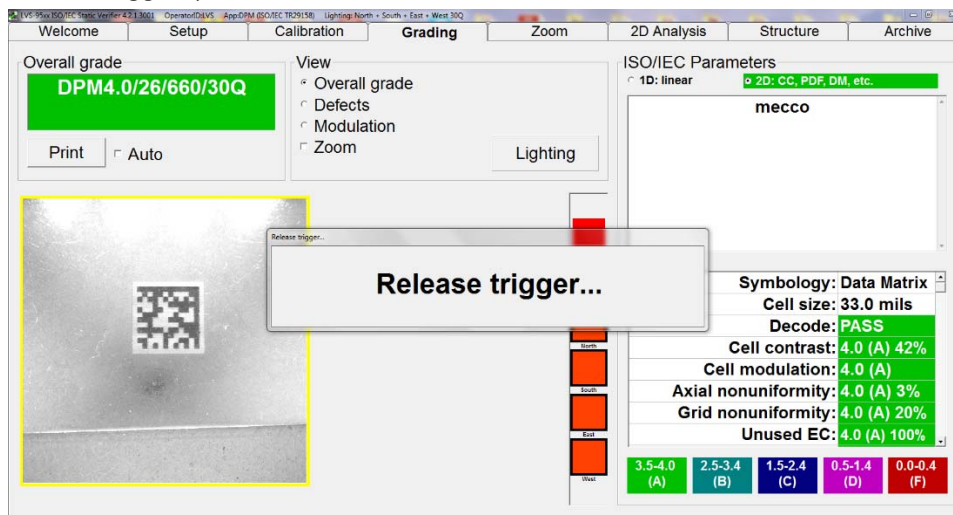 LVS-95xx ISO/IEC Static Verifier 4.2.1.3001 OperatorID:LVS App:DPM (ISO/IEC TR29158) Lighting: North + South + East + West 30Q
Welcome Setup Calibration Grading Zoom 2D Analysis Structure Archive
Overall grade
DPM4.0/26/660/30Q
Print Auto
View
Overall grade
Defects
Modulation
Zoom
Lighting
ISO/IEC Parameters
1D: linear 2D: CC, PDF, DM, etc.
mecco
Release trigger...
Release trigger...
North
South
East
West
Symbology: Data Matrix
Cell size: 33.0 mils
Decode: PASS
Cell contrast: 4.0 (A) 42%
Cell modulation: 4.0 (A)
Axial nonuniformity: 4.0 (A) 3%
Grid nonuniformity: 4.0 (A) 20%
Unused EC: 4.0 (A) 100%
3.5-4.0 2.5-3.4 1.5-2.4 0.5-1.4 0.0-0.4
(A) (B) (C) (D) (F)